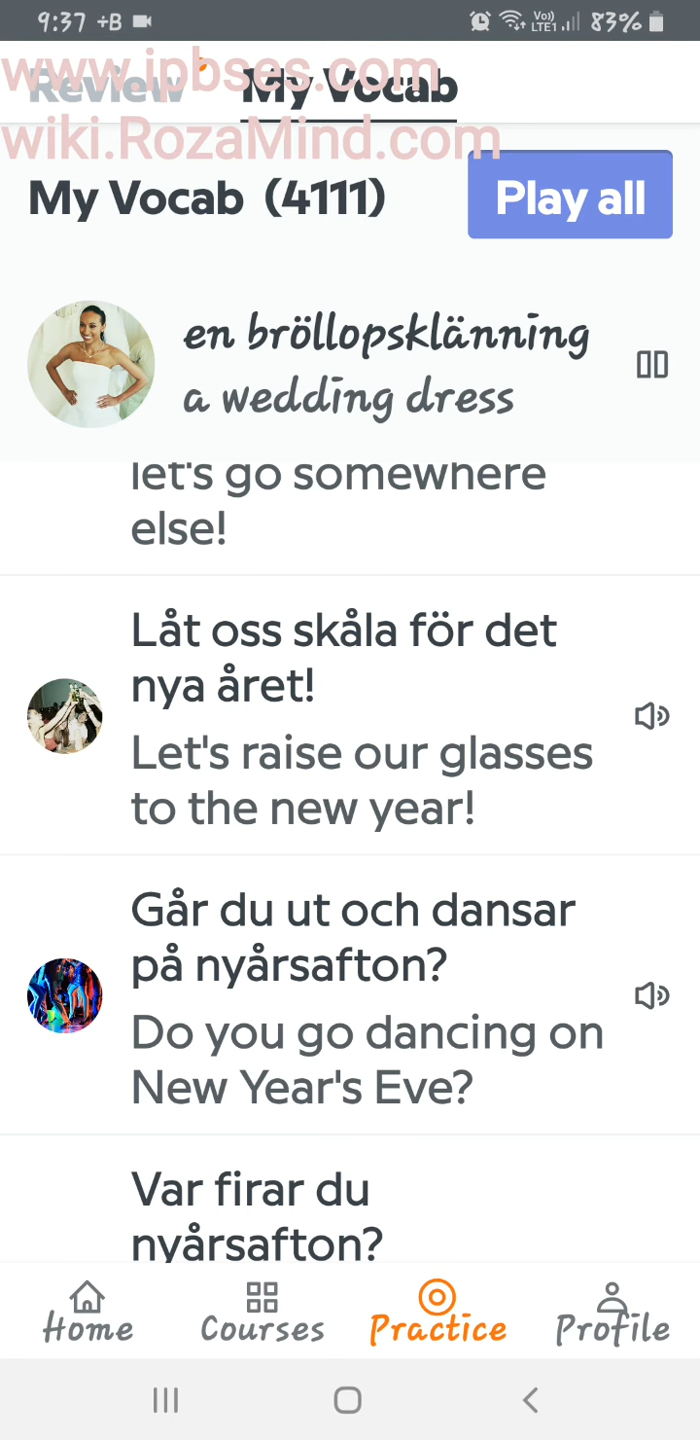 9:37 ÷B Vo) LTE1 83%
www.ipbses.com
Review My Vocab
wiki.RozaMind.com
My Vocab (4111) Play all
en bröllopsklänning
a wedding dress
let's go somewhere
else!
Låt oss skåla för det
nya året!
Let's raise our glasses
to the new year!
Går du ut och dansar
på nyårsafton?
Do you go dancing on
New Year's Eve?
Var firar du
nyårsafton?
Home Courses Practice Profile